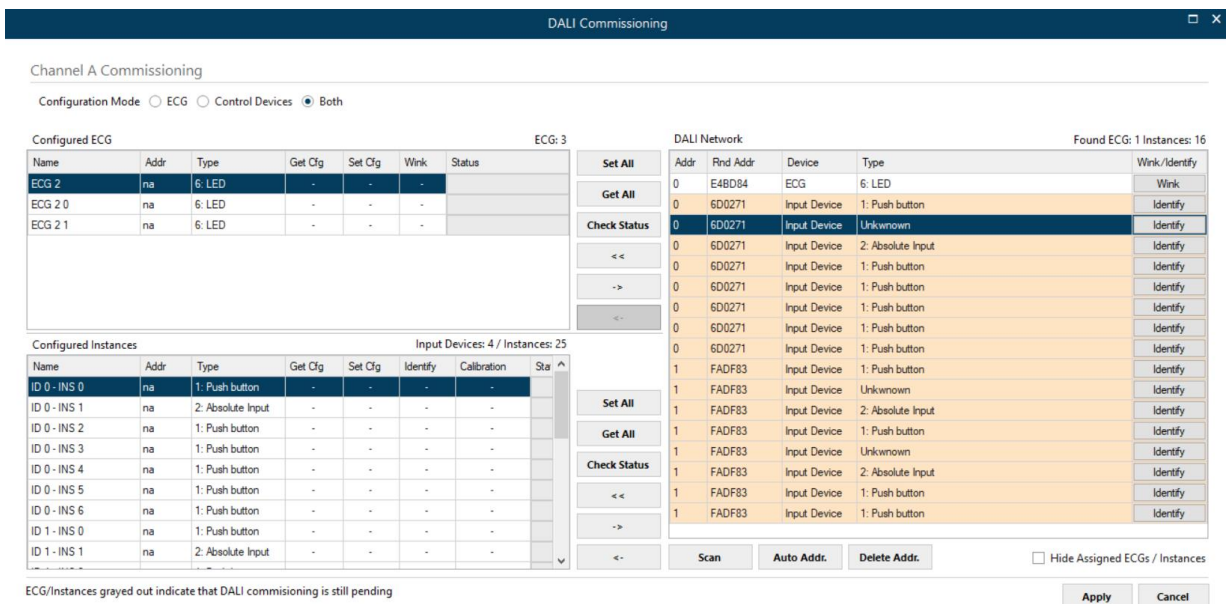 DALI Commissioning
Channel A Commissioning
Configuration Mode ECG Control Devices Both
Configured ECG ECG: 3
Name Addr Type Get Cfg Set Cfg Wink Status
ECG 2 na 6: LED - - -
ECG 2 0 na 6: LED - - -
ECG 2 1 na 6: LED - - -
Set All
Get All
Check Status
<<
->
<-
Configured Instances Input Devices: 4 / Instances: 25
Name Addr Type Get Cfg Set Cfg Identify Calibration Sta
ID 0 - INS 0 na 1: Push button - - - -
ID 0 - INS 1 na 2: Absolute Input - - - -
ID 0 - INS 2 na 1: Push button - - - -
ID 0 - INS 3 na 1: Push button - - - -
ID 0 - INS 4 na 1: Push button - - - -
ID 0 - INS 5 na 1: Push button - - - -
ID 0 - INS 6 na 1: Push button - - - -
ID 1 - INS 0 na 1: Push button - - - -
ID 1 - INS 1 na 2: Absolute Input - - - -
Set All
Get All
Check Status
<<
->
<-
DALI Network Found ECG: 1 Instances: 16
Addr Rnd Addr Device Type Wink/Identify
0 E4BD84 ECG 6: LED Wink
0 6D0271 Input Device 1: Push button Identify
0 6D0271 Input Device Unkwnown Identify
0 6D0271 Input Device 2: Absolute Input Identify
0 6D0271 Input Device 1: Push button Identify
0 6D0271 Input Device 1: Push button Identify
0 6D0271 Input Device 1: Push button Identify
0 6D0271 Input Device 1: Push button Identify
0 6D0271 Input Device 1: Push button Identify
1 FADF83 Input Device 1: Push button Identify
1 FADF83 Input Device Unkwnown Identify
1 FADF83 Input Device 2: Absolute Input Identify
1 FADF83 Input Device 1: Push button Identify
1 FADF83 Input Device Unkwnown Identify
1 FADF83 Input Device 2: Absolute Input Identify
1 FADF83 Input Device 1: Push button Identify
1 FADF83 Input Device 1: Push button Identify
Scan Auto Addr. Delete Addr. Hide Assigned ECGs / Instances
ECG/Instances grayed out indicate that DALI commisioning is still pending
Apply Cancel